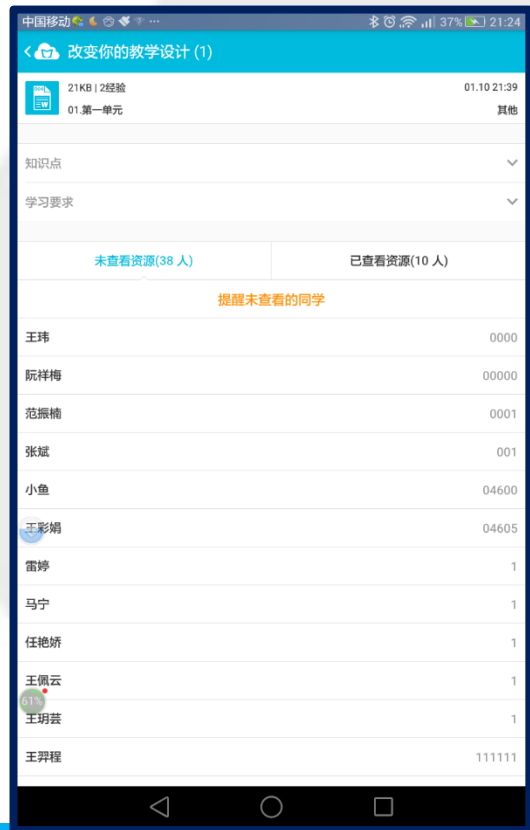 中国移动 ... 37% 21:24
改变你的教学设计 (1)
21KB | 2经验 01.10 21:39
01.第一单元 其他
知识点
学习要求
未查看资源(38 人) 已查看资源(10 人)
提醒未查看的同学
王玮 0000
阮祥梅 00000
范振楠 0001
张斌 001
小鱼 04600
王彩娟 04605
雷婷 1
马宁 1
任艳娇 1
王佩云 1
61%
王玥芸 1
王羿程 111111